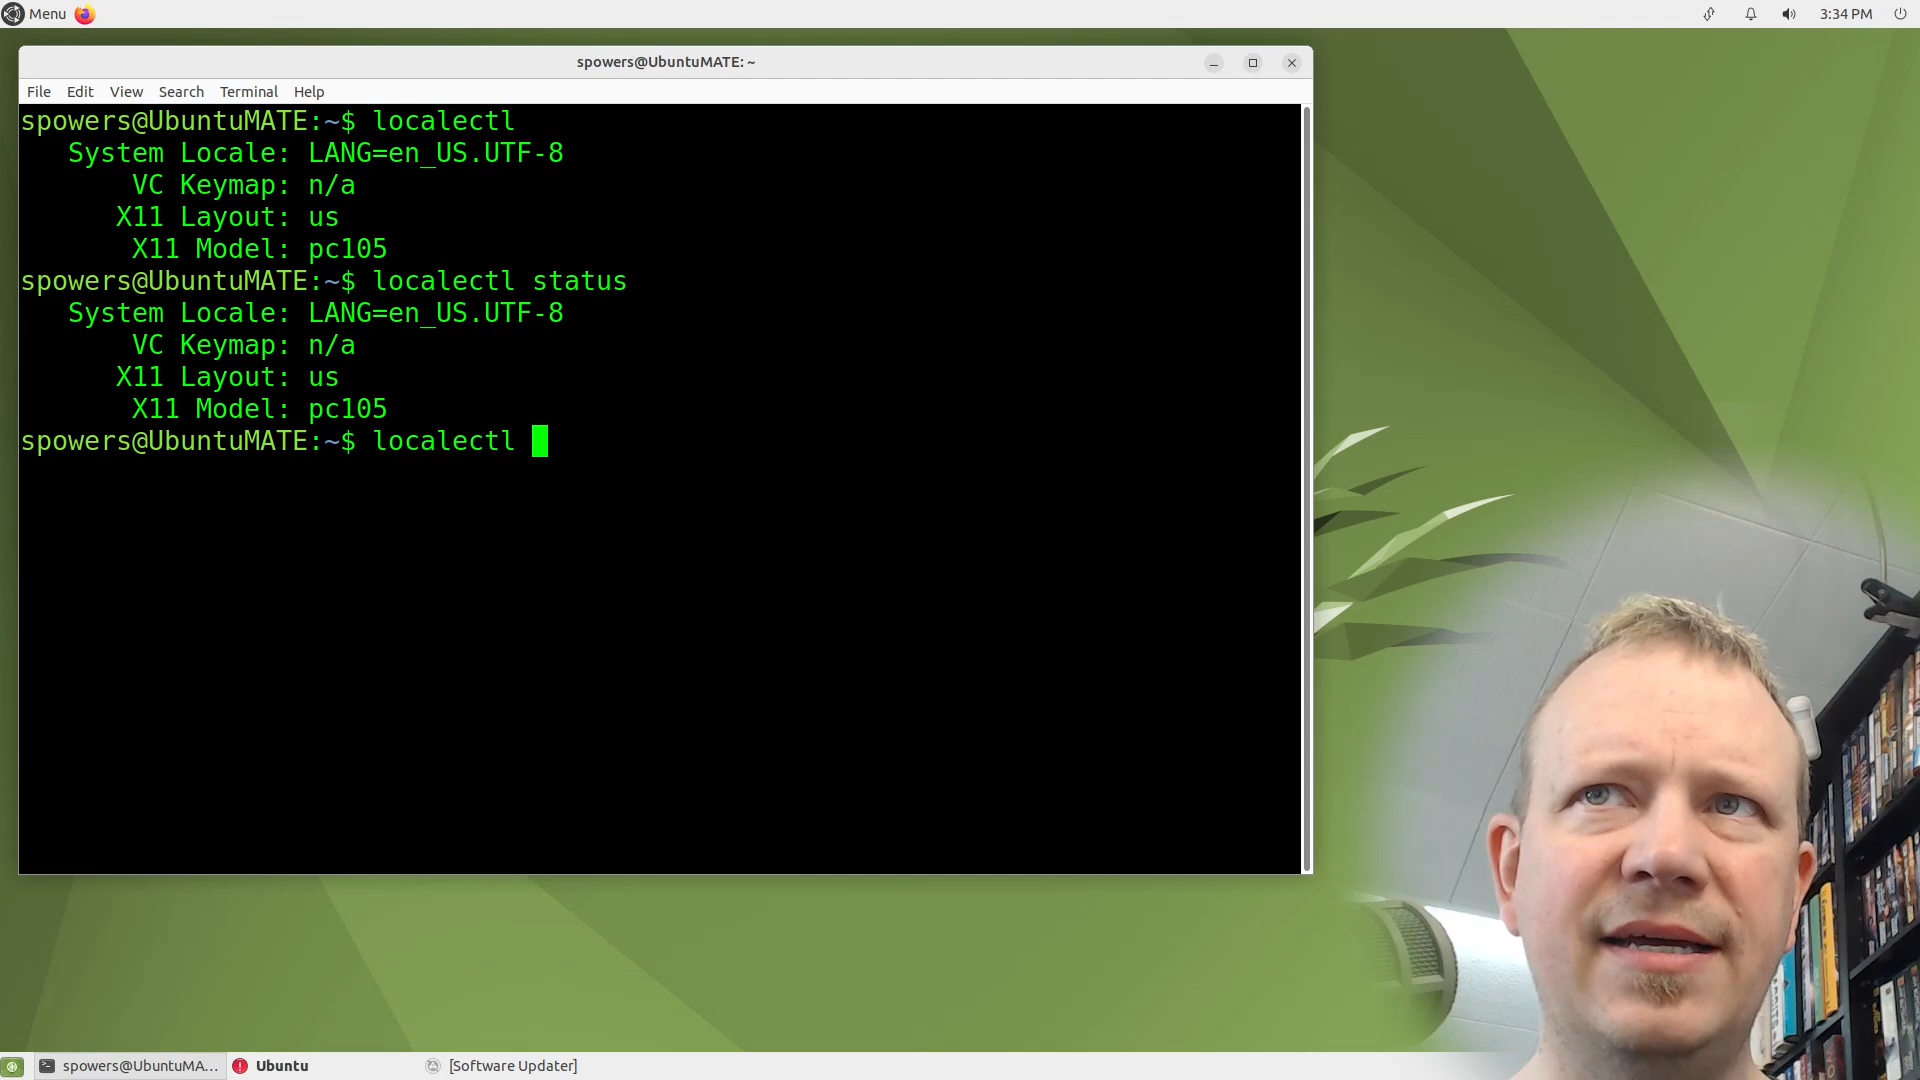 Menu
3:34 PM
spowers@UbuntuMATE: ~
File Edit View Search Terminal Help
spowers@UbuntuMATE:~$ localectl
System Locale: LANG=en_US.UTF-8
VC Keymap: n/a
X11 Layout: us
X11 Model: pc105
spowers@UbuntuMATE:~$ localectl status
System Locale: LANG=en_US.UTF-8
VC Keymap: n/a
X11 Layout: us
X11 Model: pc105
spowers@UbuntuMATE:~$ localectl
spowers@UbuntuMA... Ubuntu [Software Updater]